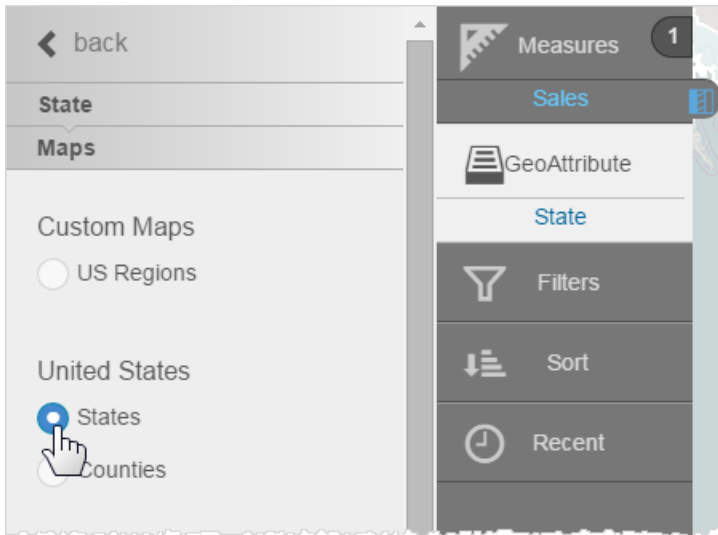 back
State
Maps
Custom Maps
US Regions
United States
States
Counties
Measures
1
Sales
GeoAttribute
State
Filters
Sort
Recent